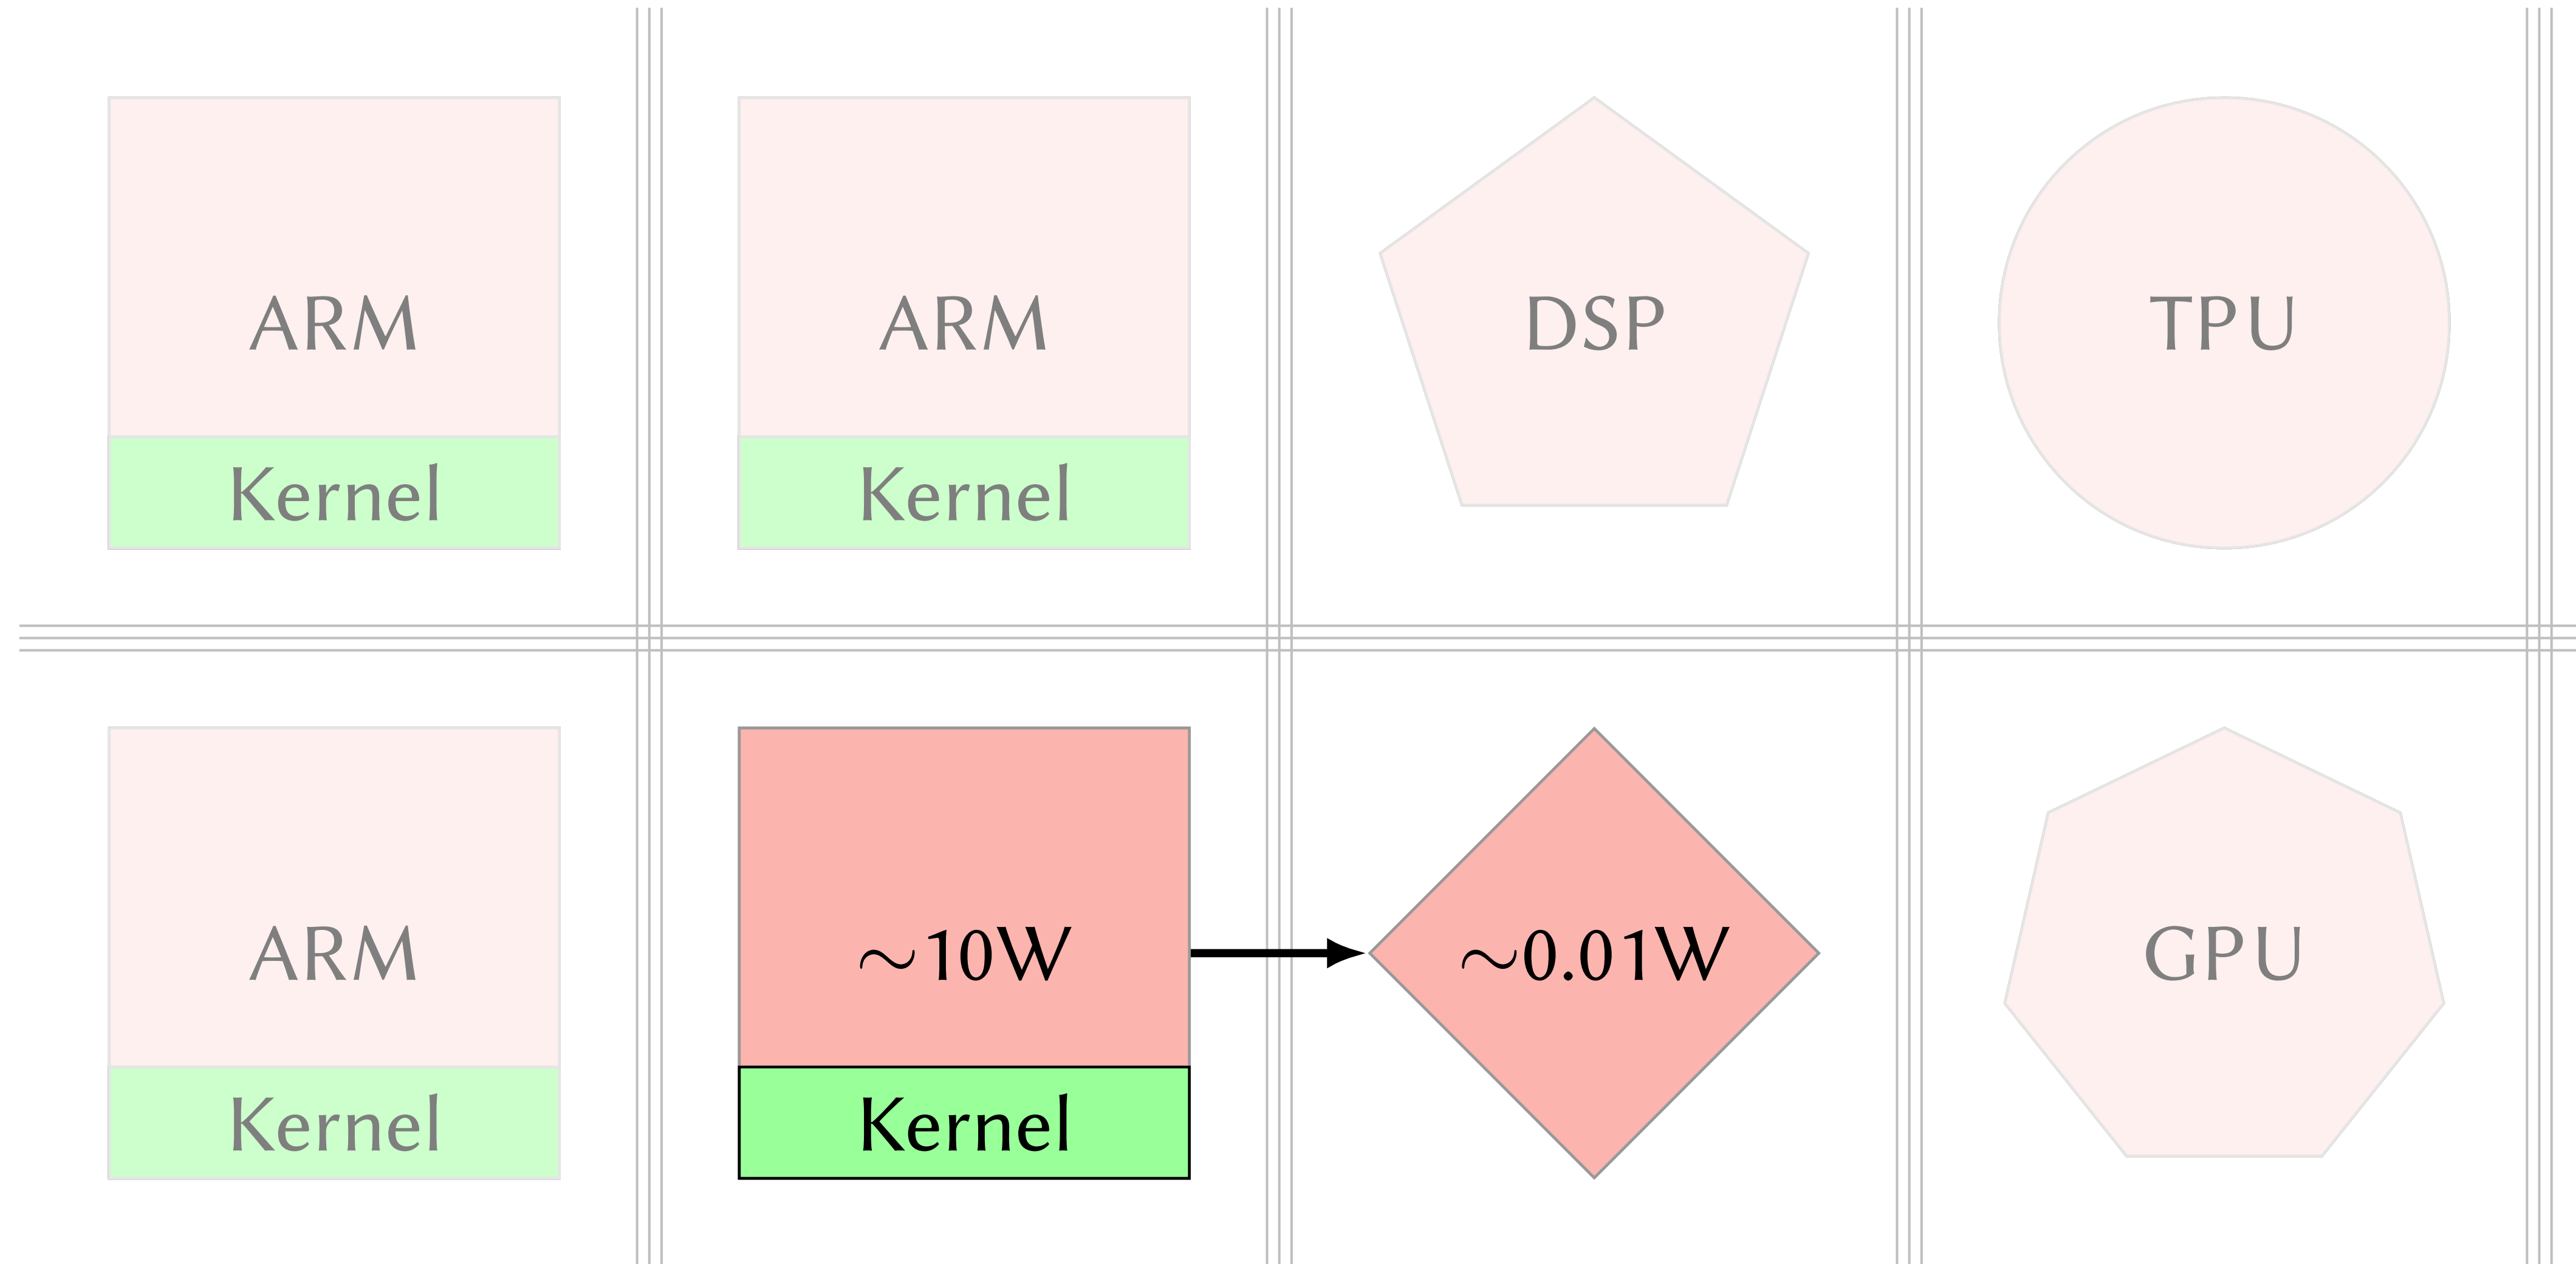 ARM
Kernel
ARM
Kernel
DSP
TPU
ARM
Kernel
~10W
Kernel
~0.01W
GPU